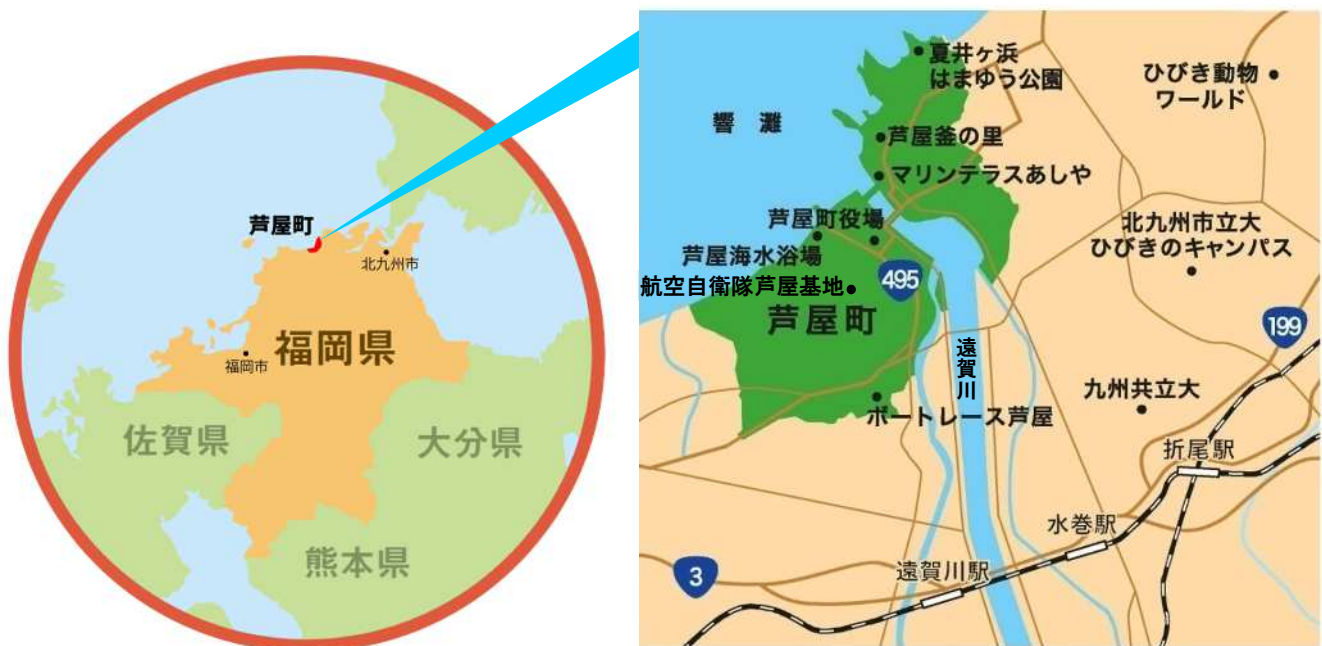 芦屋町
北九州市
福岡県
福岡市
佐賀県
大分県
熊本県
夏井ヶ浜
はまゆう公園
ひびき動物
ワールド
響灘
芦屋釜の里
マリンテラスあしや
芦屋町役場
北九州市立大
ひびきのキャンパス
芦屋海水浴場
航空自衛隊芦屋基地
495
芦屋町
199
遠賀川
九州共立大
ボートレース芦屋
折尾駅
水巻駅
遠賀川駅
3